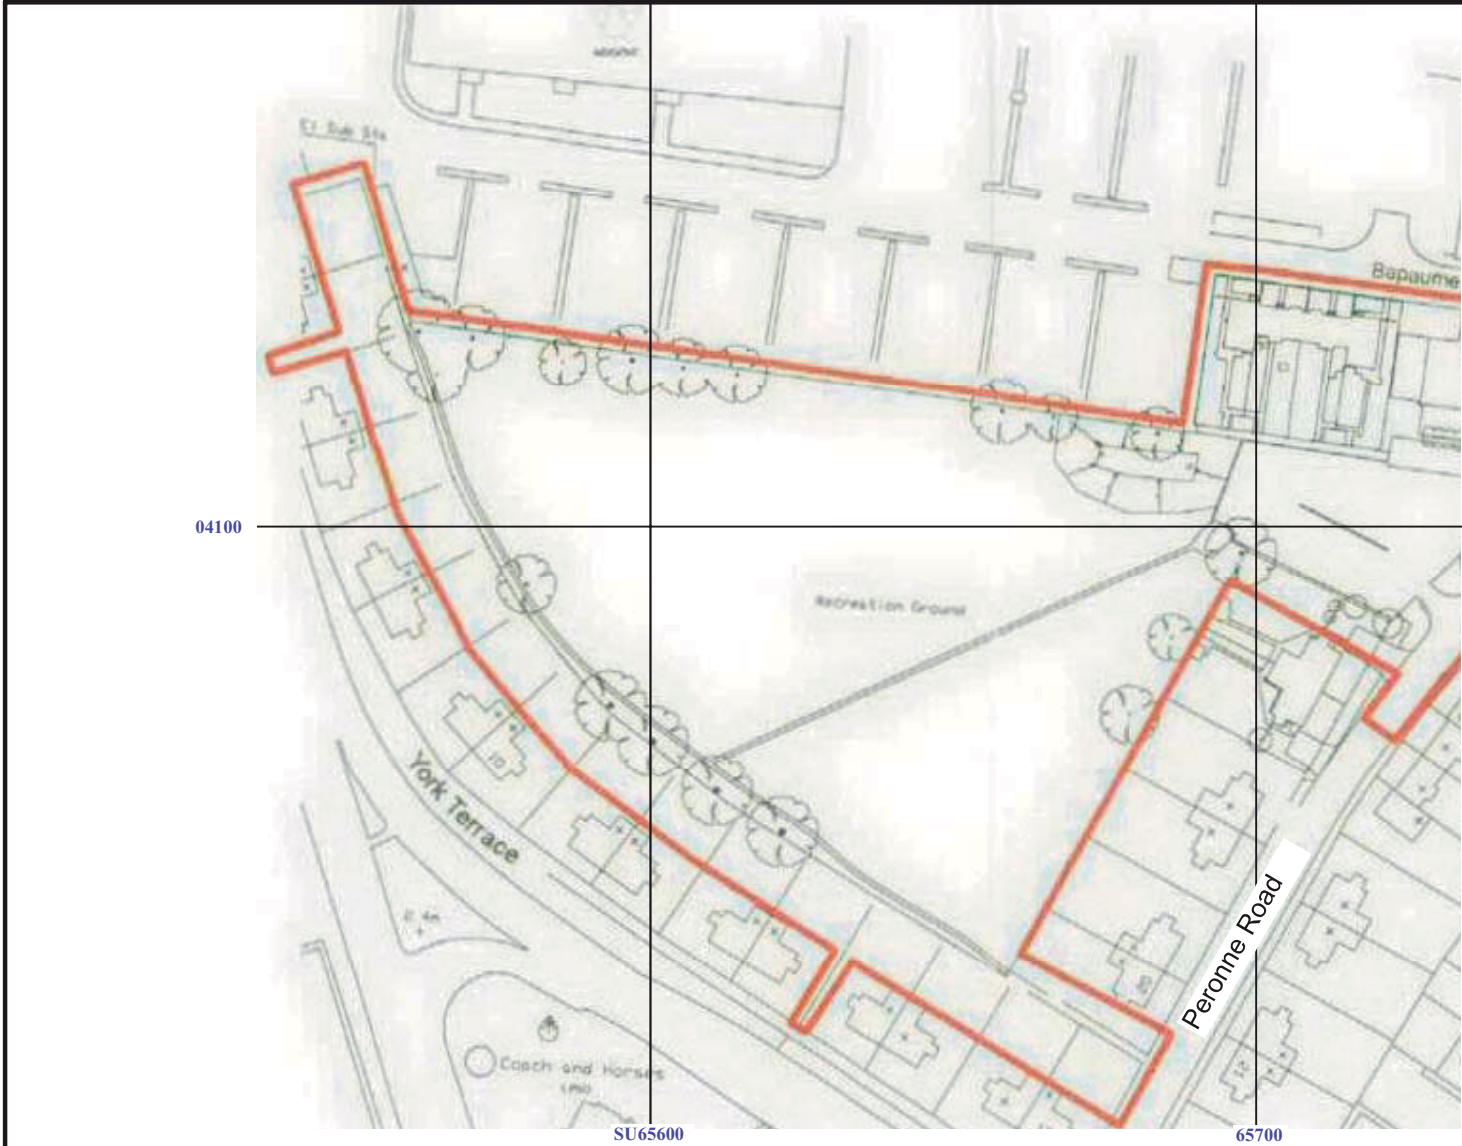 El Sub Sta
Bapaume
04100
Recreation Ground
York Terrace
10
Peronne Road
Coach and Horses
(PH)
SU65600
65700